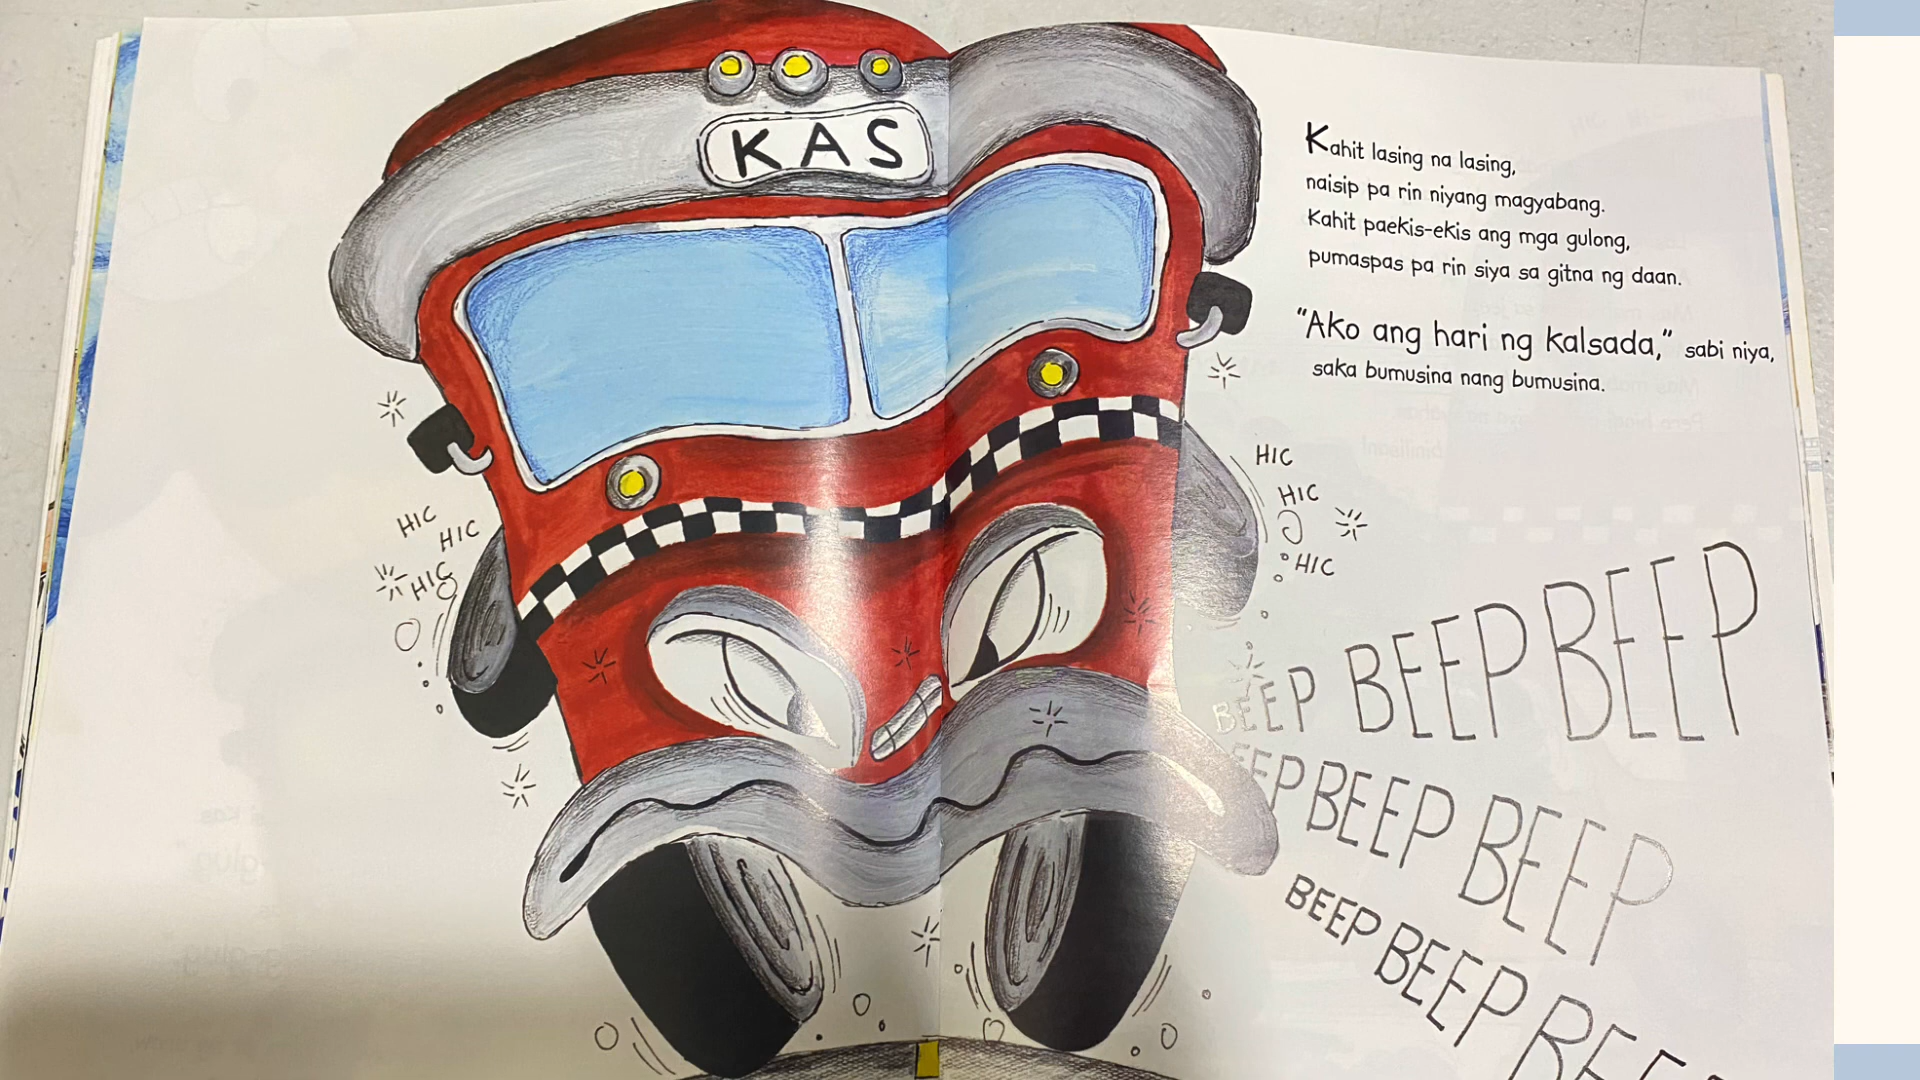 KAS
Kahit lasing na lasing,
naisip pa rin niyang magyabang.
Kahit paekis-ekis ang mga gulong,
pumaspas pa rin siya sa gitna ng daan.
"Ako ang hari ng kalsada," sabi niya,
saka bumusina nang bumusina.
HIC
HIC
HIC
HIC
HIC
HIC
BEEP BEEP BEEP
BEEP BEEP BEEP
BEEP BEEP